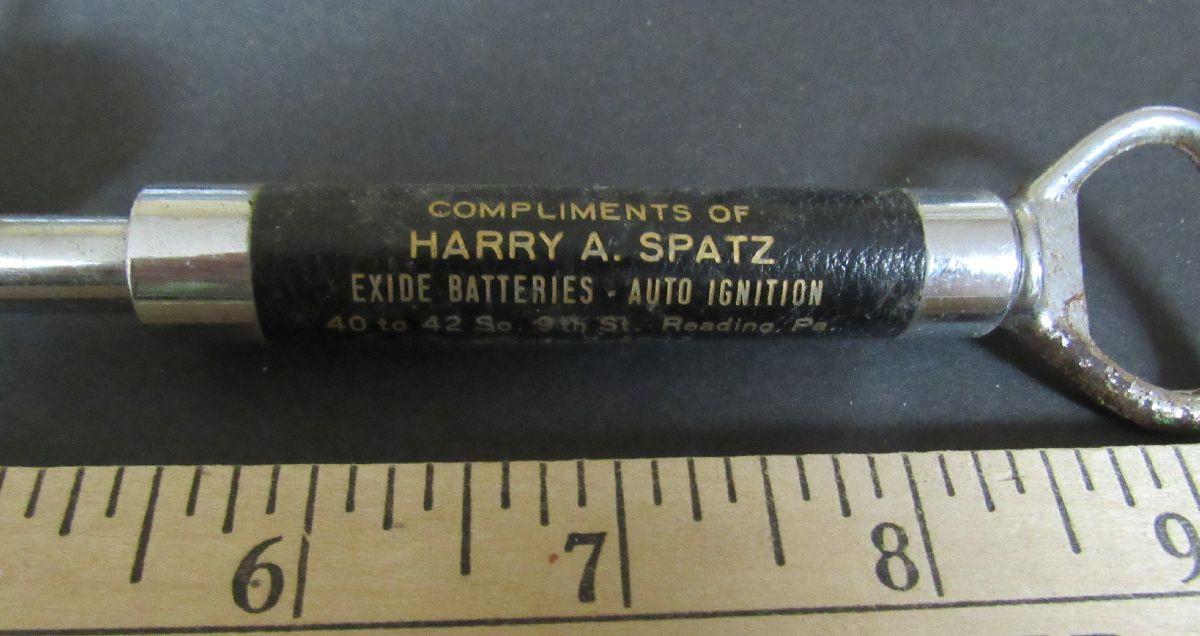 COMPLIMENTS OF
HARRY A. SPATZ
EXIDE BATTERIES - AUTO IGNITION
40 to 42 So. 9th St. Reading, Pa.
6 7 8 9